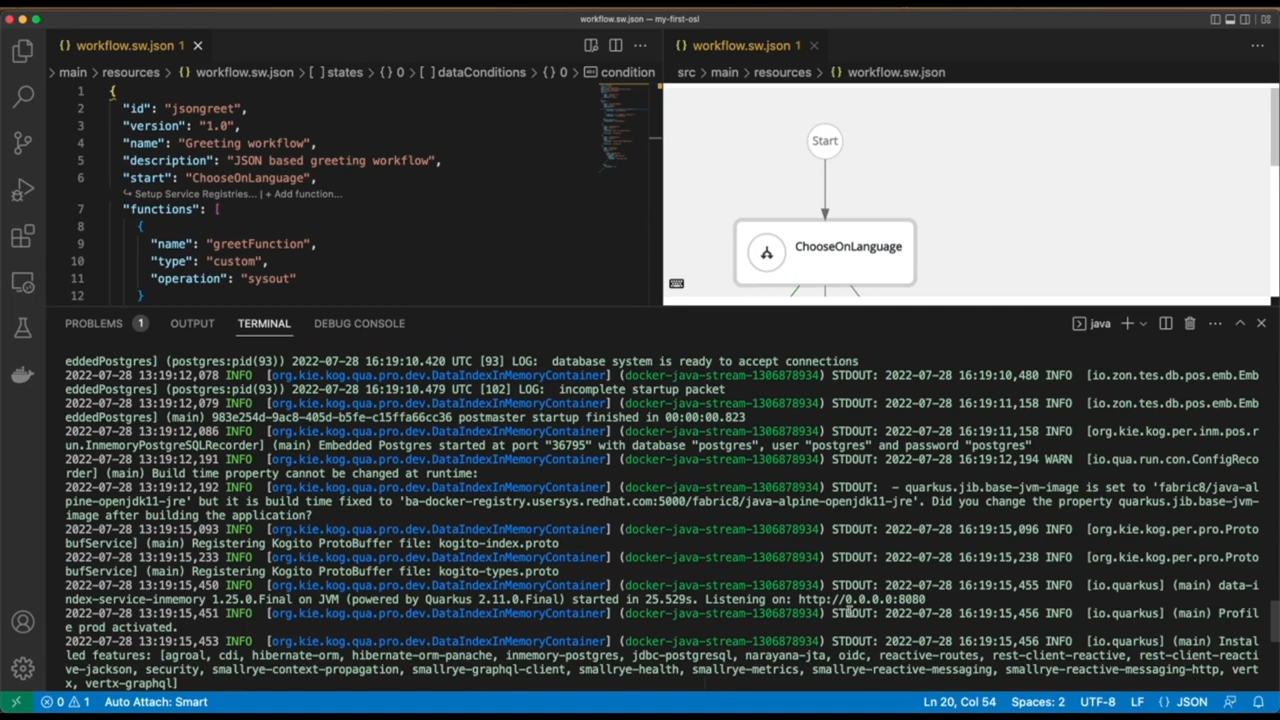 workflow.sw.json — my-first-osl
{} workflow.sw.json 1
{} workflow.sw.json 1
> main > resources > {} workflow.sw.json > [ ] states > {} 0 > [ ] dataConditions > {} 0 > condition
src > main > resources > {} workflow.sw.json
1 {
2 "id": "jsongreet",
3 "version": "1.0",
4 "name": "Greeting workflow",
5 "description": "JSON based greeting workflow",
6 "start": "ChooseOnLanguage",
↪ Setup Service Registries... | + Add function...
7 "functions": [
8 {
9 "name": "greetFunction",
10 "type": "custom",
11 "operation": "sysout"
12 }
Start
ChooseOnLanguage
PROBLEMS 1 OUTPUT TERMINAL DEBUG CONSOLE
java
eddedPostgres] (postgres:pid(93)) 2022-07-28 16:19:10.420 UTC [93] LOG:  database system is ready to accept connections
2022-07-28 13:19:12,078 INFO  [org.kie.kog.qua.pro.dev.DataIndexInMemoryContainer] (docker-java-stream-1306878934) STDOUT: 2022-07-28 16:19:10,480 INFO  [io.zon.tes.db.pos.emb.Emb
eddedPostgres] (postgres:pid(93)) 2022-07-28 16:19:10.479 UTC [102] LOG:  incomplete startup packet
2022-07-28 13:19:12,079 INFO  [org.kie.kog.qua.pro.dev.DataIndexInMemoryContainer] (docker-java-stream-1306878934) STDOUT: 2022-07-28 16:19:11,158 INFO  [io.zon.tes.db.pos.emb.Emb
eddedPostgres] (main) 983e254d-9ac8-405d-b5fe-c15ffa66cc36 postmaster startup finished in 00:00:00.823
2022-07-28 13:19:12,086 INFO  [org.kie.kog.qua.pro.dev.DataIndexInMemoryContainer] (docker-java-stream-1306878934) STDOUT: 2022-07-28 16:19:11,158 INFO  [org.kie.kog.per.inm.pos.r
un.InmemoryPostgreSQLRecorder] (main) Embedded Postgres started at port "36795" with database "postgres", user "postgres" and password "postgres"
2022-07-28 13:19:12,191 INFO  [org.kie.kog.qua.pro.dev.DataIndexInMemoryContainer] (docker-java-stream-1306878934) STDOUT: 2022-07-28 16:19:12,194 WARN  [io.qua.run.con.ConfigReco
rder] (main) Build time property cannot be changed at runtime:
2022-07-28 13:19:12,192 INFO  [org.kie.kog.qua.pro.dev.DataIndexInMemoryContainer] (docker-java-stream-1306878934) STDOUT:  - quarkus.jib.base-jvm-image is set to 'fabric8/java-al
pine-openjdk11-jre' but it is build time fixed to 'ba-docker-registry.usersys.redhat.com:5000/fabric8/java-alpine-openjdk11-jre'. Did you change the property quarkus.jib.base-jvm-
image after building the application?
2022-07-28 13:19:15,093 INFO  [org.kie.kog.qua.pro.dev.DataIndexInMemoryContainer] (docker-java-stream-1306878934) STDOUT: 2022-07-28 16:19:15,096 INFO  [org.kie.kog.per.pro.Proto
bufService] (main) Registering Kogito ProtoBuffer file: kogito-index.proto
2022-07-28 13:19:15,233 INFO  [org.kie.kog.qua.pro.dev.DataIndexInMemoryContainer] (docker-java-stream-1306878934) STDOUT: 2022-07-28 16:19:15,238 INFO  [org.kie.kog.per.pro.Proto
bufService] (main) Registering Kogito ProtoBuffer file: kogito-types.proto
2022-07-28 13:19:15,450 INFO  [org.kie.kog.qua.pro.dev.DataIndexInMemoryContainer] (docker-java-stream-1306878934) STDOUT: 2022-07-28 16:19:15,455 INFO  [io.quarkus] (main) data-i
ndex-service-inmemory 1.25.0.Final on JVM (powered by Quarkus 2.11.0.Final) started in 25.529s. Listening on: http://0.0.0.0:8080
2022-07-28 13:19:15,451 INFO  [org.kie.kog.qua.pro.dev.DataIndexInMemoryContainer] (docker-java-stream-1306878934) STDOUT: 2022-07-28 16:19:15,456 INFO  [io.quarkus] (main) Profil
e prod activated.
2022-07-28 13:19:15,453 INFO  [org.kie.kog.qua.pro.dev.DataIndexInMemoryContainer] (docker-java-stream-1306878934) STDOUT: 2022-07-28 16:19:15,456 INFO  [io.quarkus] (main) Instal
led features: [agroal, cdi, hibernate-orm, hibernate-orm-panache, inmemory-postgres, jdbc-postgresql, narayana-jta, oidc, reactive-routes, rest-client-reactive, rest-client-reacti
ve-jackson, security, smallrye-context-propagation, smallrye-graphql-client, smallrye-health, smallrye-metrics, smallrye-reactive-messaging, smallrye-reactive-messaging-http, vert
x, vertx-graphql]
0 1 Auto Attach: Smart
Ln 20, Col 54 Spaces: 2 UTF-8 LF {} JSON